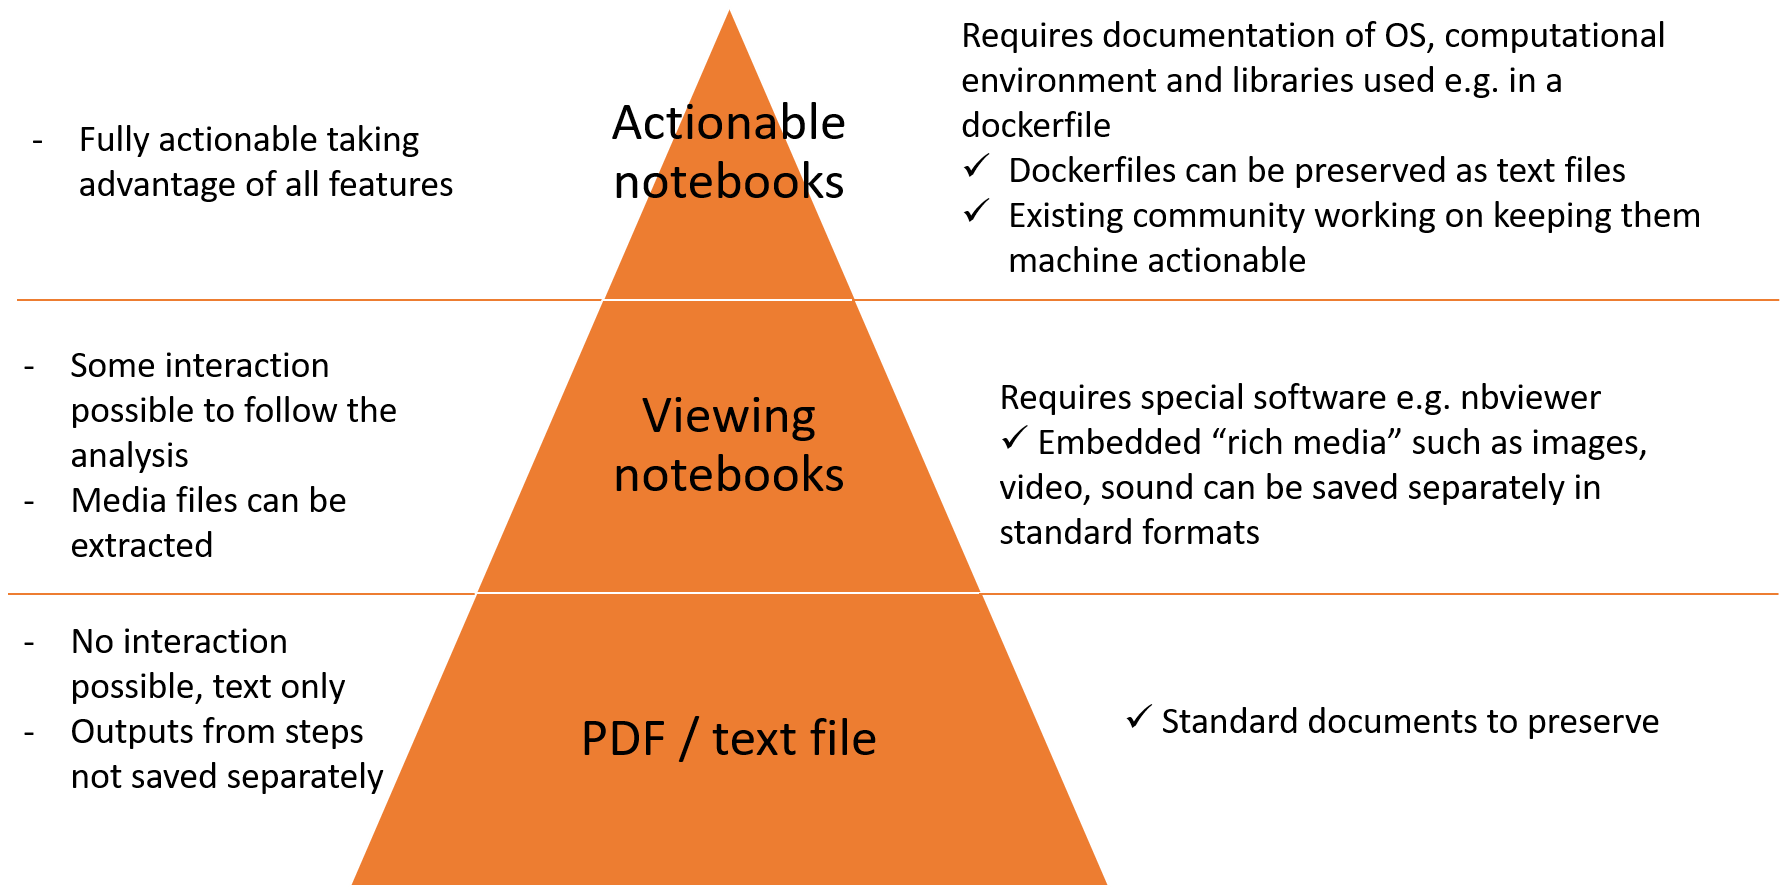 - Fully actionable taking
advantage of all features
Actionable
notebooks
Requires documentation of OS, computational
environment and libraries used e.g. in a
dockerfile
✓ Dockerfiles can be preserved as text files
✓ Existing community working on keeping them
machine actionable
- Some interaction
possible to follow the
analysis
- Media files can be
extracted
Viewing
notebooks
Requires special software e.g. nbviewer
✓ Embedded “rich media” such as images,
video, sound can be saved separately in
standard formats
- No interaction
possible, text only
- Outputs from steps
not saved separately
PDF / text file
✓ Standard documents to preserve